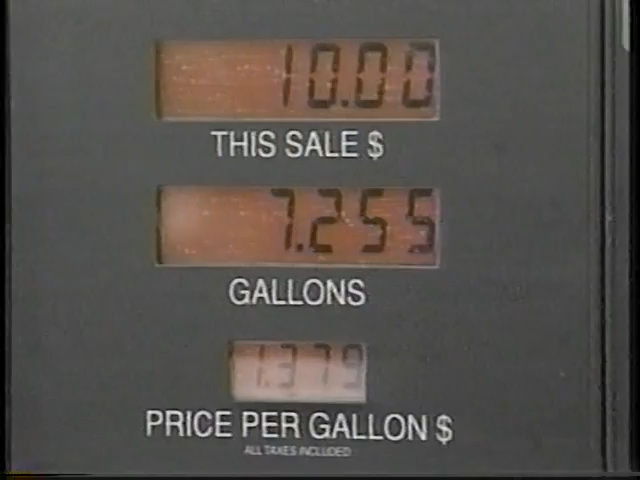 10.00
THIS SALE $
7.255
GALLONS
1.379
PRICE PER GALLON $
ALL TAXES INCLUDED